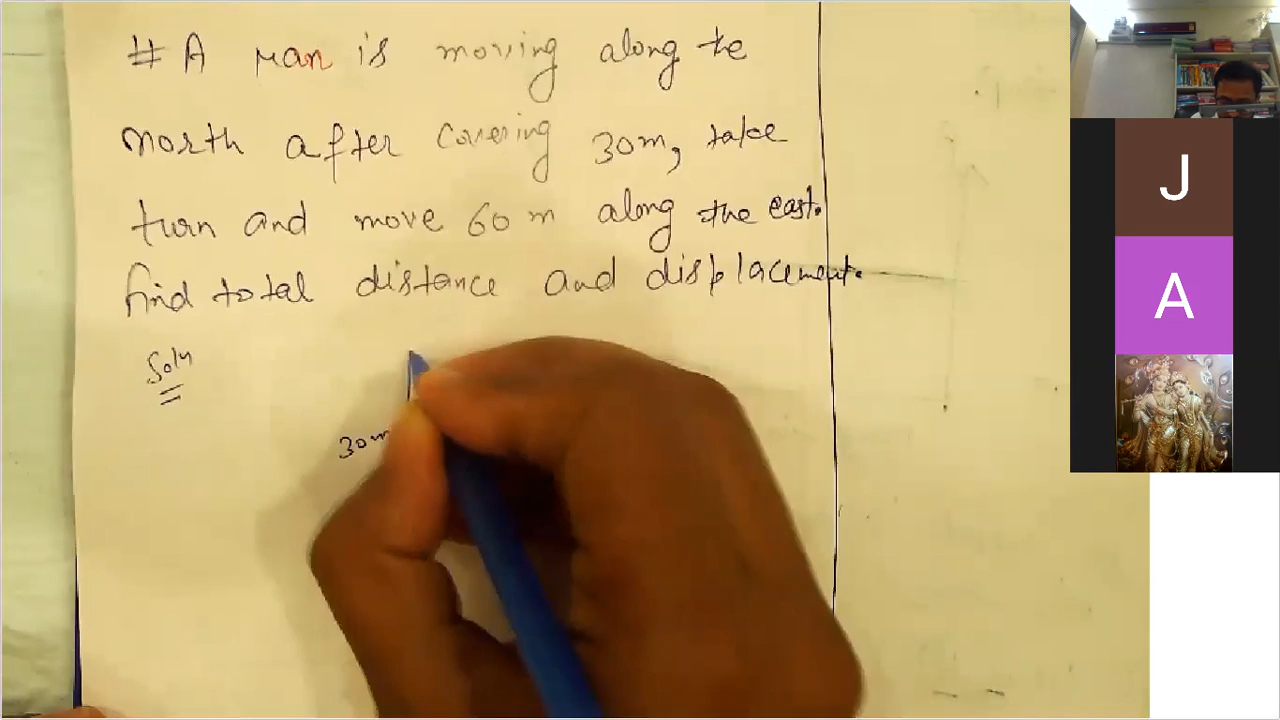 # A man is moving along the
north after covering 30m, take
turn and move 60 m along the east.
find total distance and displacement.
Soln
30m
J
A